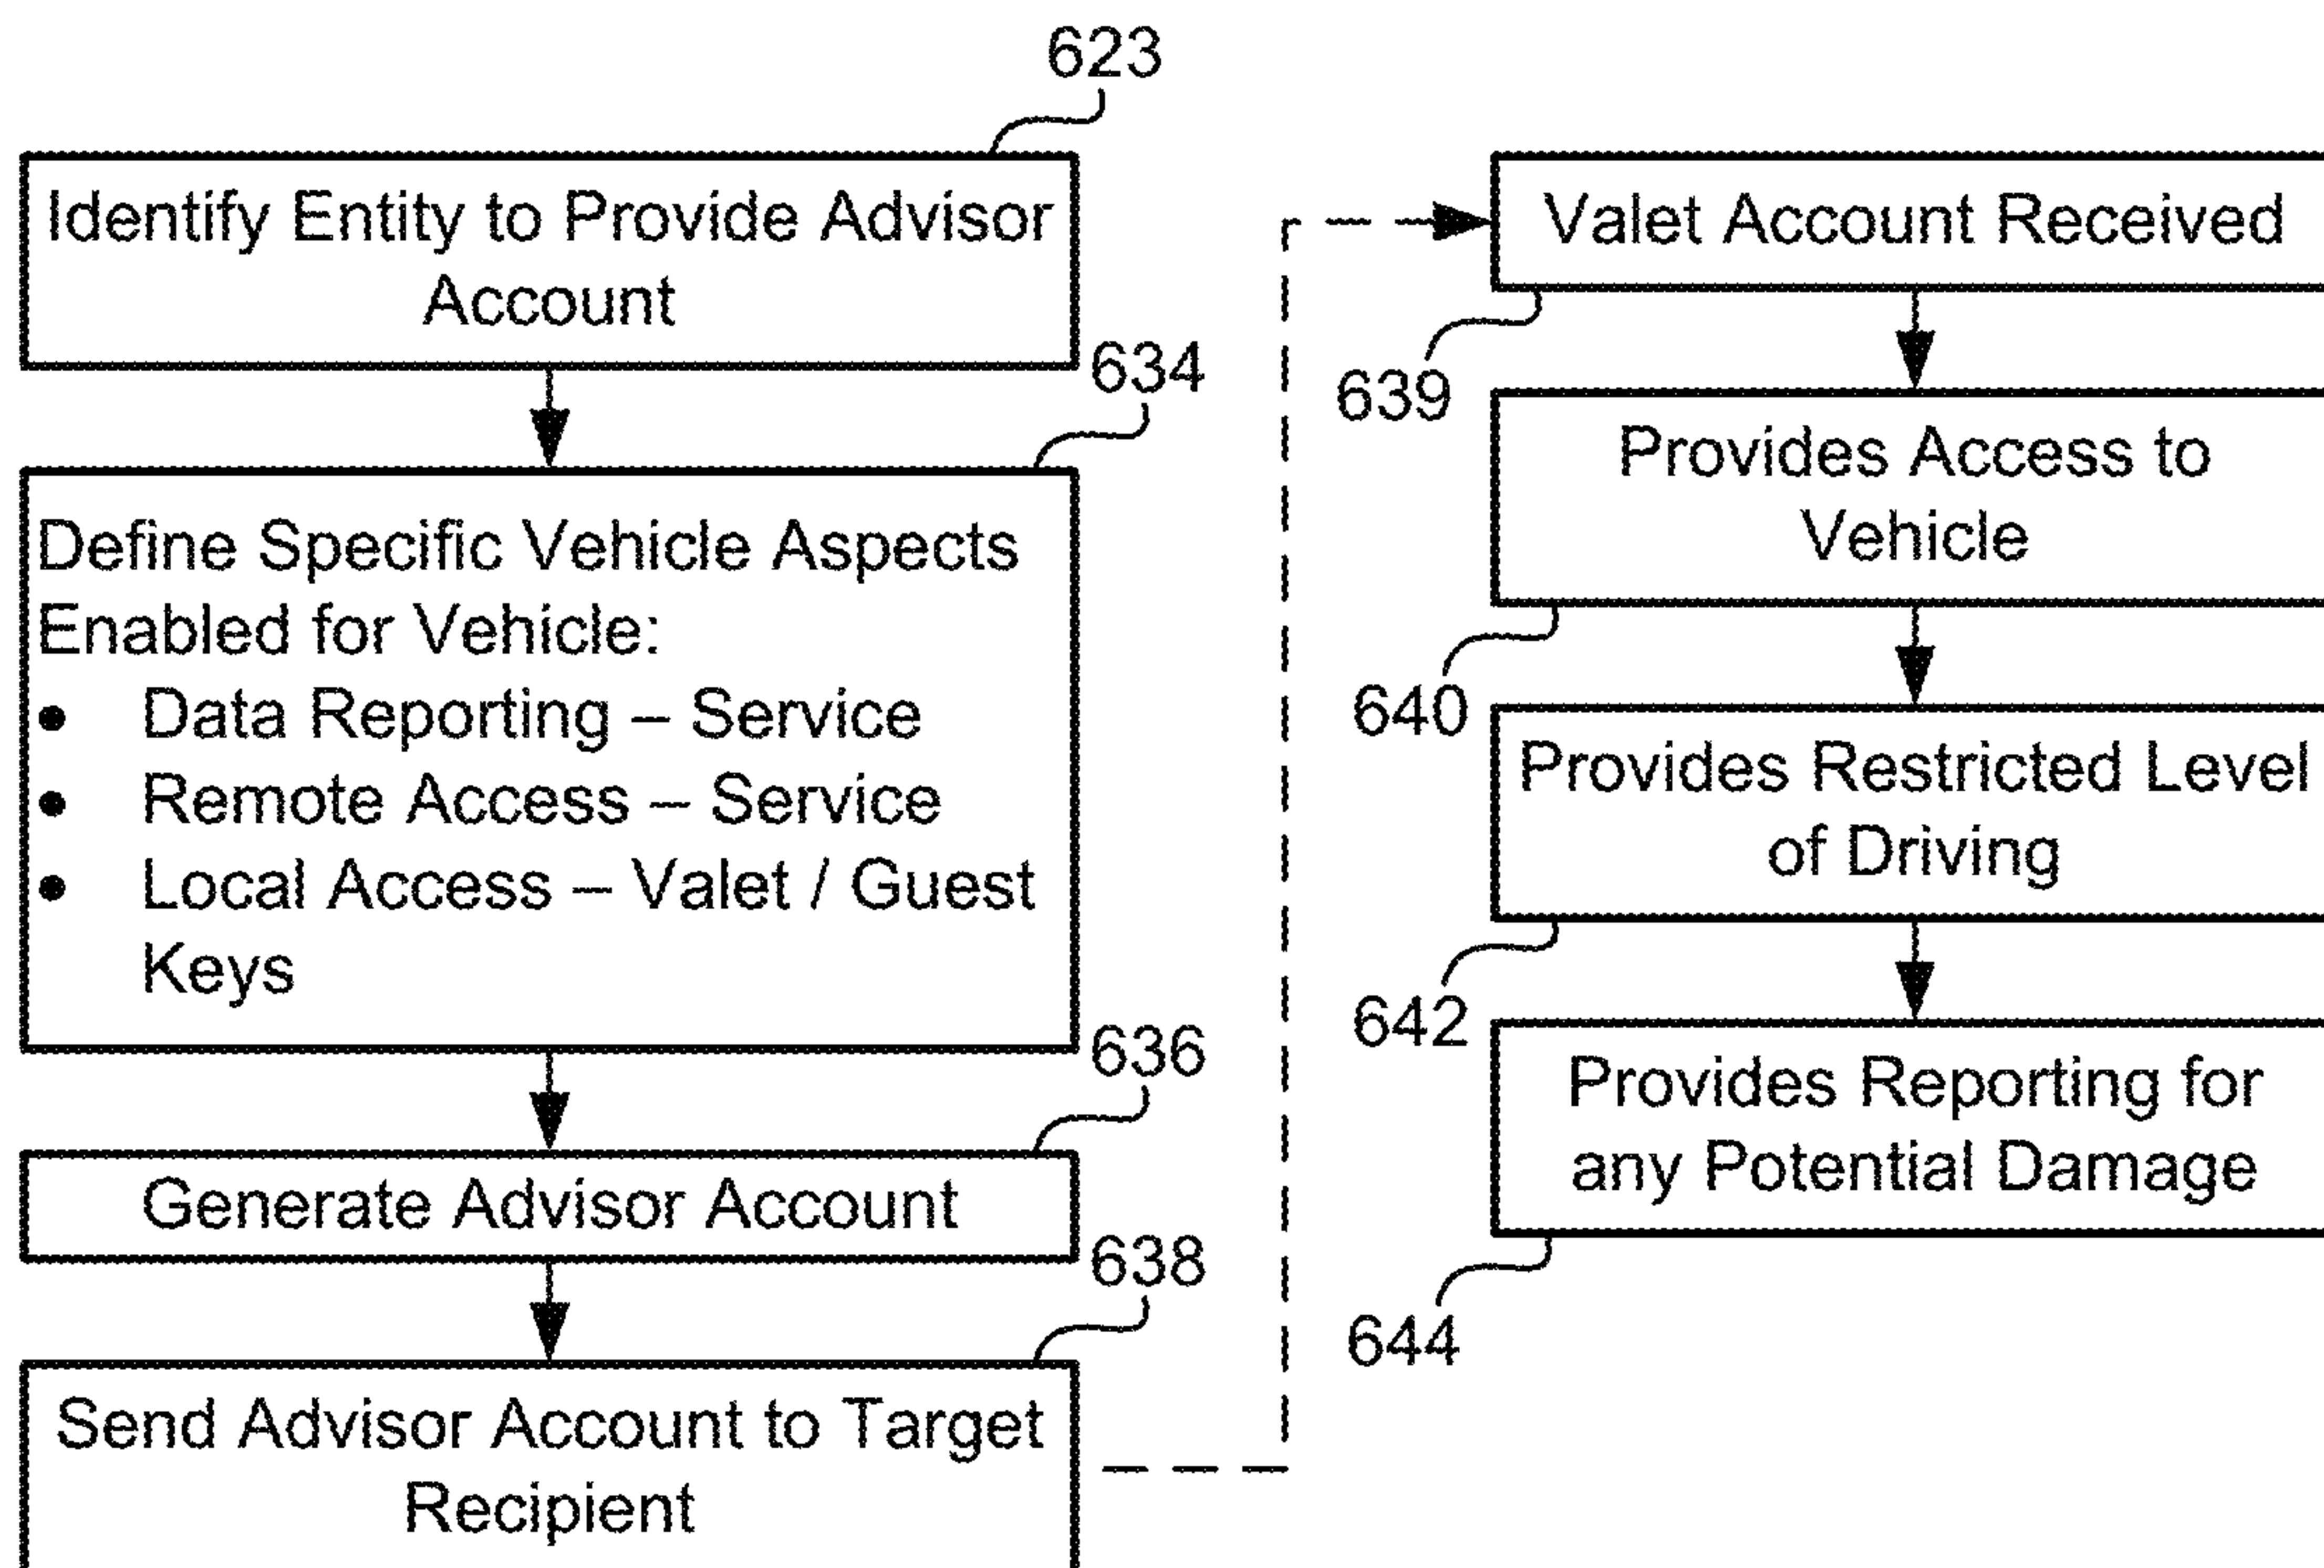 623
Identify Entity to Provide Advisor
Account
634
Define Specific Vehicle Aspects
Enabled for Vehicle:
• Data Reporting – Service
• Remote Access – Service
• Local Access – Valet / Guest
Keys
636
Generate Advisor Account
638
Send Advisor Account to Target
Recipient
Valet Account Received
639
Provides Access to
Vehicle
640
Provides Restricted Level
of Driving
642
Provides Reporting for
any Potential Damage
644